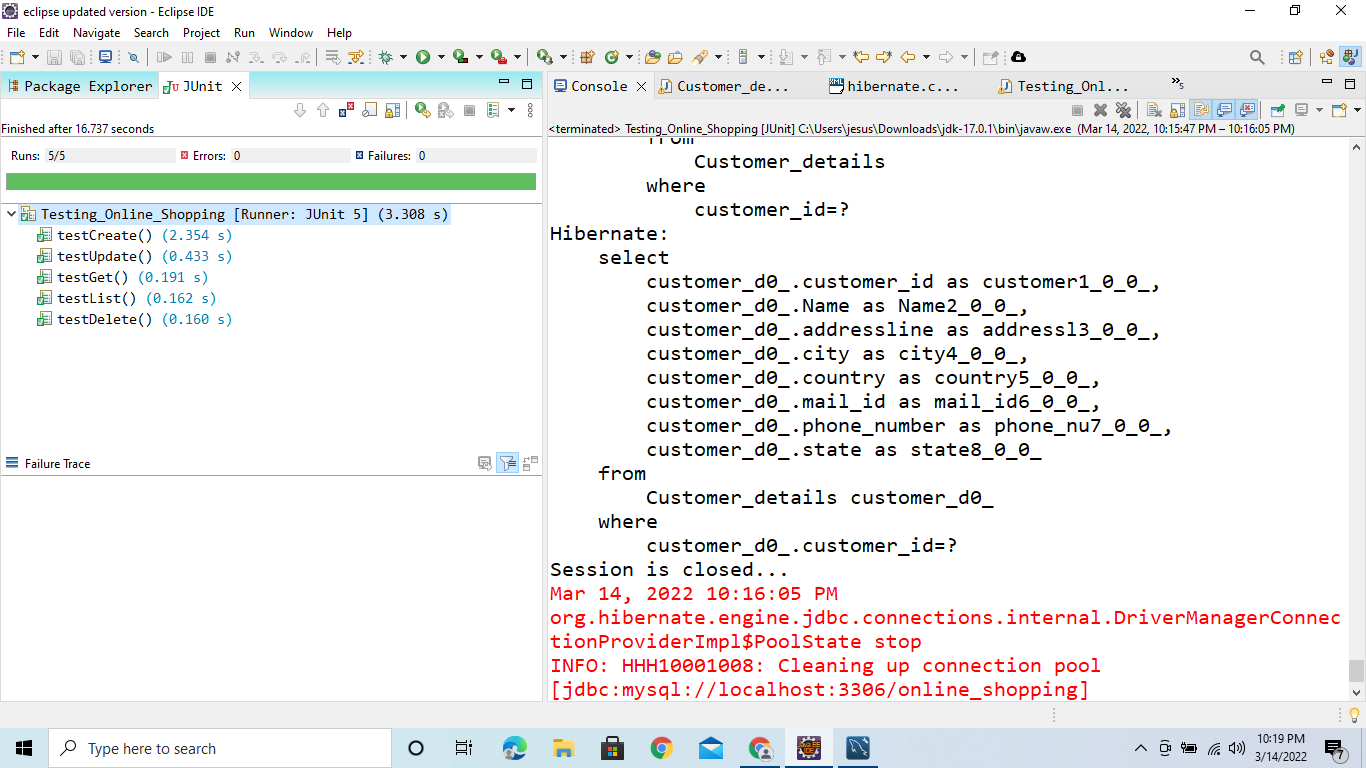 eclipse updated version - Eclipse IDE
File Edit Navigate Search Project Run Window Help
Package Explorer JUnit
Finished after 16.737 seconds
Runs: 5/5 Errors: 0 Failures: 0
Testing_Online_Shopping [Runner: JUnit 5] (3.308 s)
testCreate() (2.354 s)
testUpdate() (0.433 s)
testGet() (0.191 s)
testList() (0.162 s)
testDelete() (0.160 s)
Failure Trace
Console Customer_de... hibernate.c... Testing_Onl... »5
<terminated> Testing_Online_Shopping [JUnit] C:\Users\jesus\Downloads\jdk-17.0.1\bin\javaw.exe (Mar 14, 2022, 10:15:47 PM – 10:16:05 PM)
from
Customer_details
where
customer_id=?
Hibernate:
select
customer_d0_.customer_id as customer1_0_0_,
customer_d0_.Name as Name2_0_0_,
customer_d0_.addressline as addressl3_0_0_,
customer_d0_.city as city4_0_0_,
customer_d0_.country as country5_0_0_,
customer_d0_.mail_id as mail_id6_0_0_,
customer_d0_.phone_number as phone_nu7_0_0_,
customer_d0_.state as state8_0_0_
from
Customer_details customer_d0_
where
customer_d0_.customer_id=?
Session is closed...
Mar 14, 2022 10:16:05 PM
org.hibernate.engine.jdbc.connections.internal.DriverManagerConnec
tionProviderImpl$PoolState stop
INFO: HHH10001008: Cleaning up connection pool
[jdbc:mysql://localhost:3306/online_shopping]
Type here to search
10:19 PM
3/14/2022
7